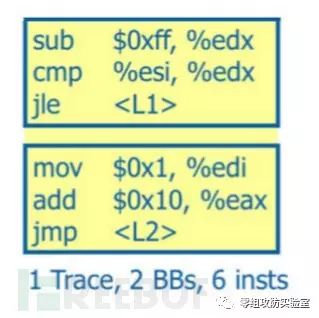 sub $0xff, %edx
cmp %esi, %edx
jle <L1>
mov $0x1, %edi
add $0x10, %eax
jmp <L2>
1 Trace, 2 BBs, 6 insts
FREEBUF
零组攻防实验室